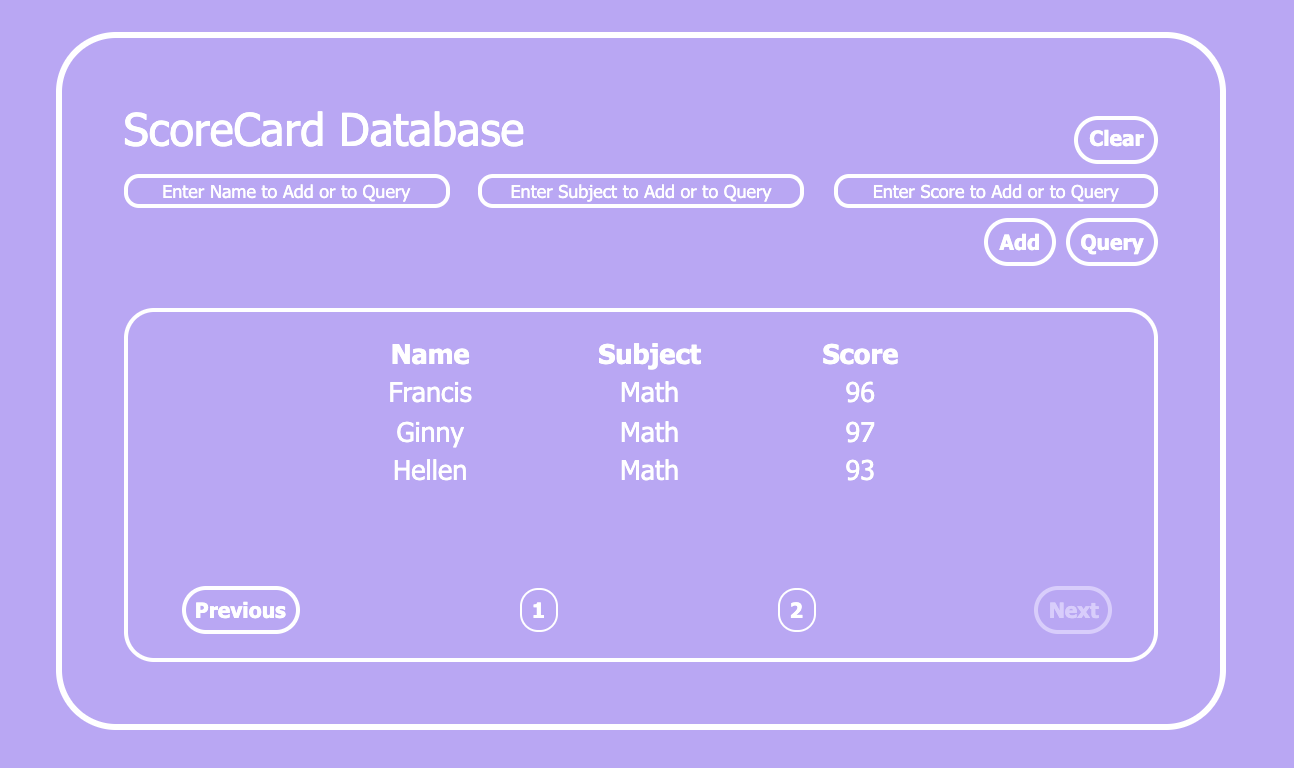 ScoreCard Database
Clear
Enter Name to Add or to Query Enter Subject to Add or to Query Enter Score to Add or to Query
Add Query
Name Subject Score
Francis Math 96
Ginny Math 97
Hellen Math 93
Previous 1 2 Next